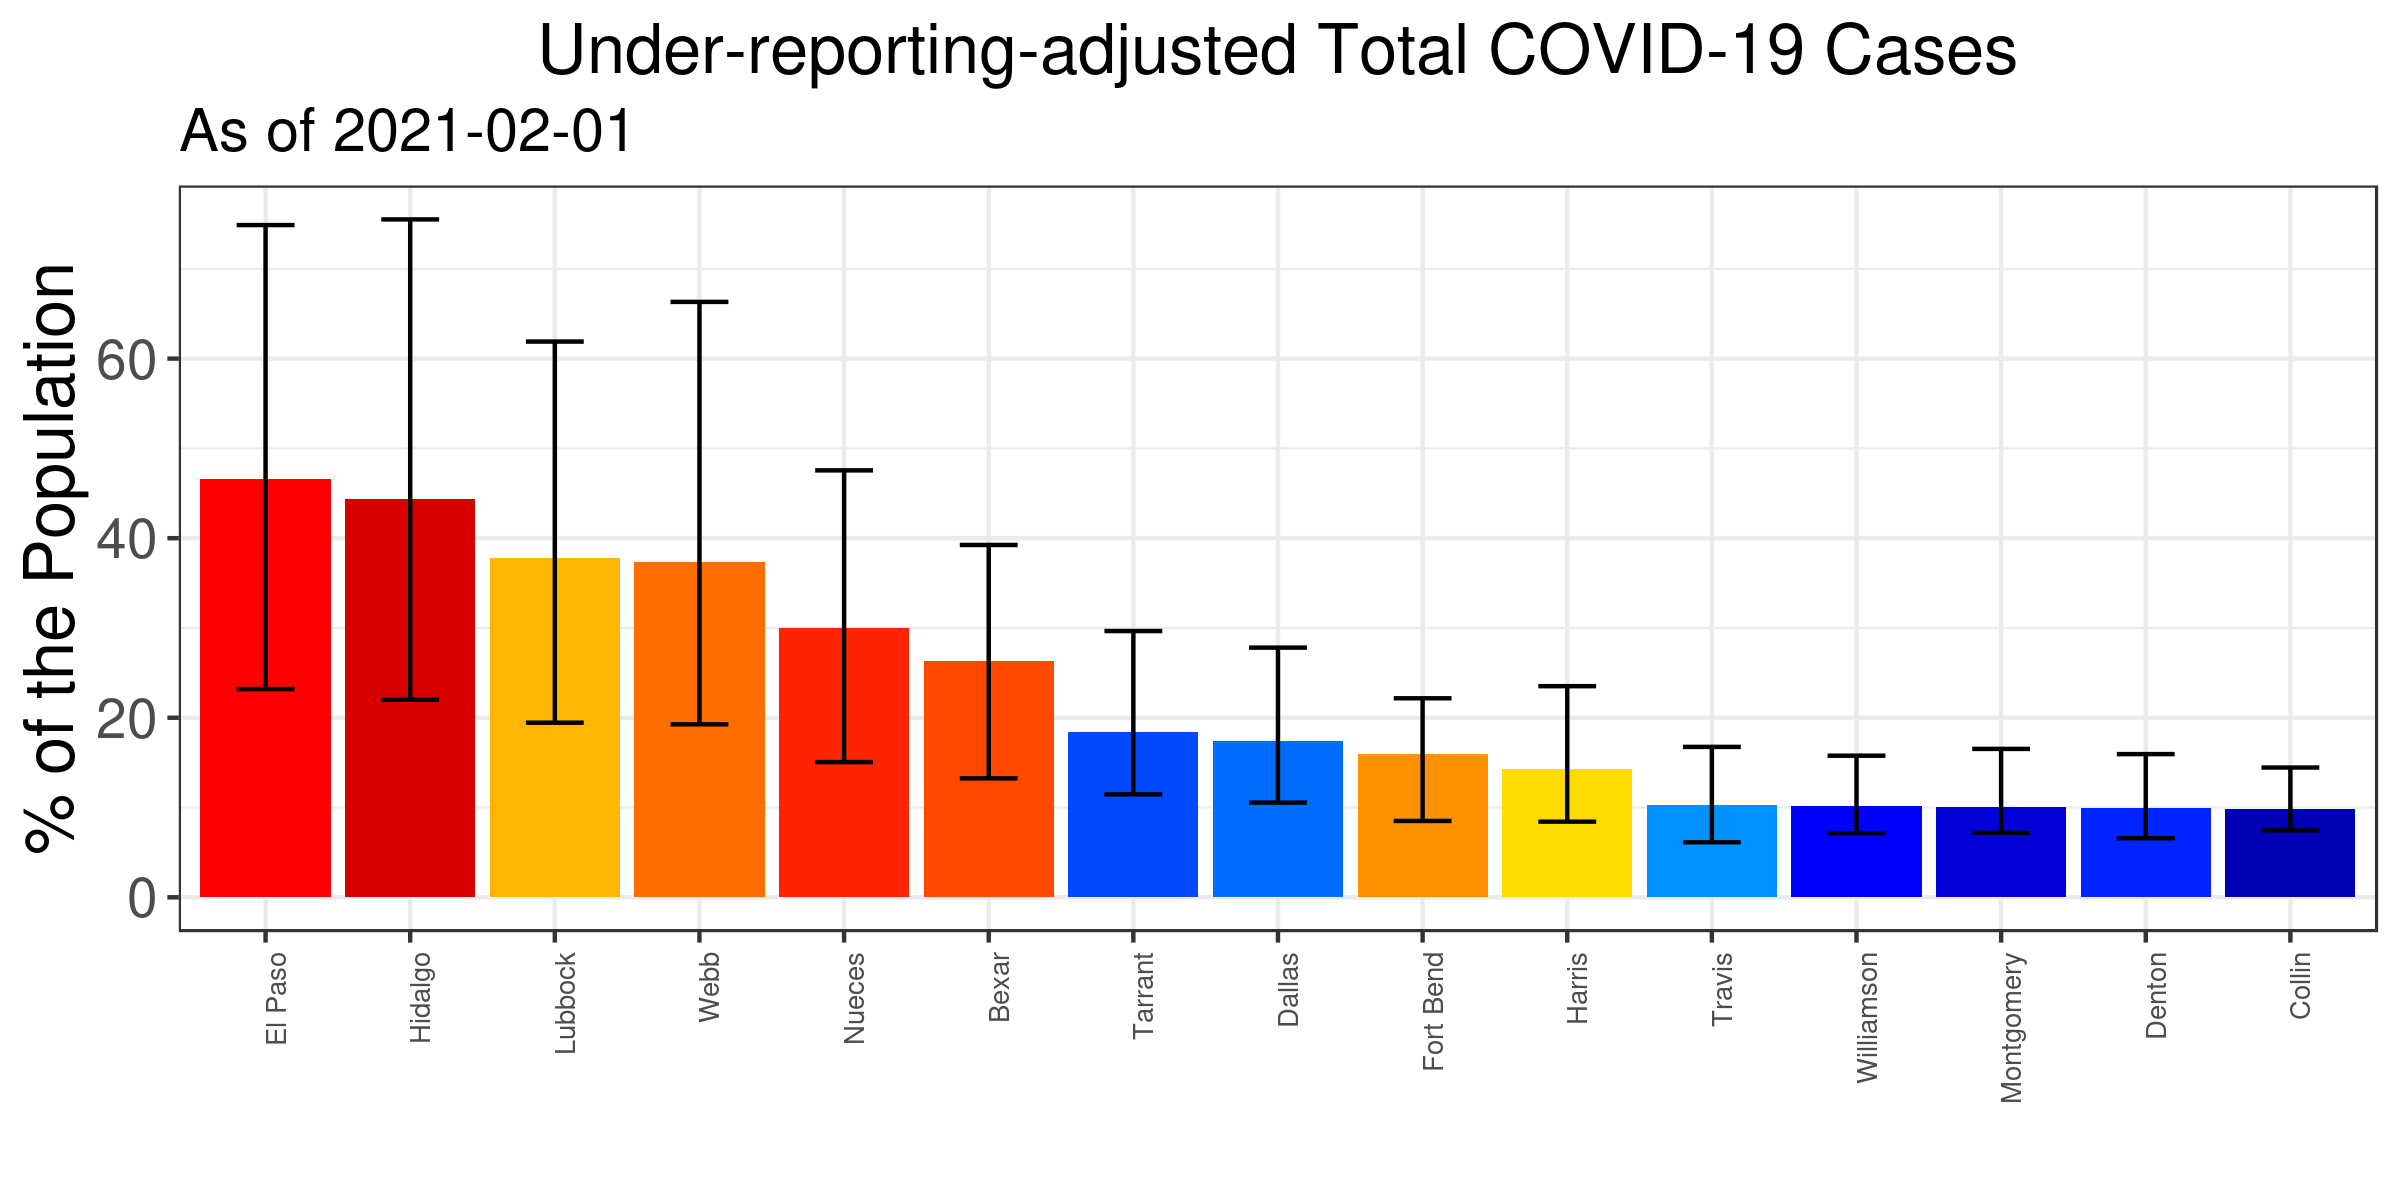 Under-reporting-adjusted Total COVID-19 Cases
As of 2021-02-01
% of the Population
60
40
20
0
El Paso
Hidalgo
Lubbock
Webb
Nueces
Bexar
Tarrant
Dallas
Fort Bend
Harris
Travis
Williamson
Montgomery
Denton
Collin